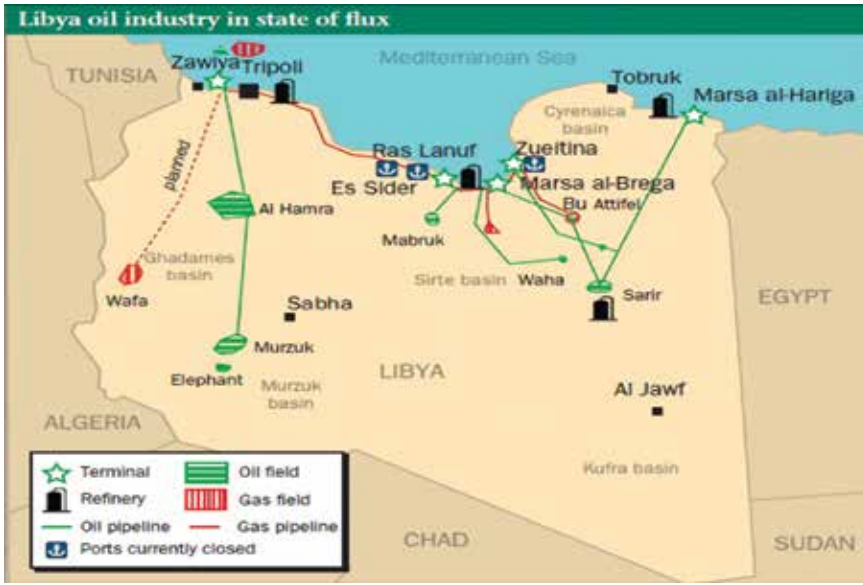 Libya oil industry in state of flux
Mediterranean Sea
TUNISIA
Zawiya
Tripoli
Tobruk
Marsa al-Hariga
Cyrenaica
basin
Ras Lanuf
Zueitina
Es Sider
Marsa al-Brega
planned
Al Hamra
Bu Attifel
Mabruk
Ghadames
basin
Sirte basin
Waha
Wafa
Sabha
Sarir
EGYPT
Murzuk
Elephant
LIBYA
Murzuk
basin
Al Jawf
ALGERIA
Kufra basin
Terminal
Oil field
Refinery
Gas field
Oil pipeline
Gas pipeline
Ports currently closed
CHAD
SUDAN